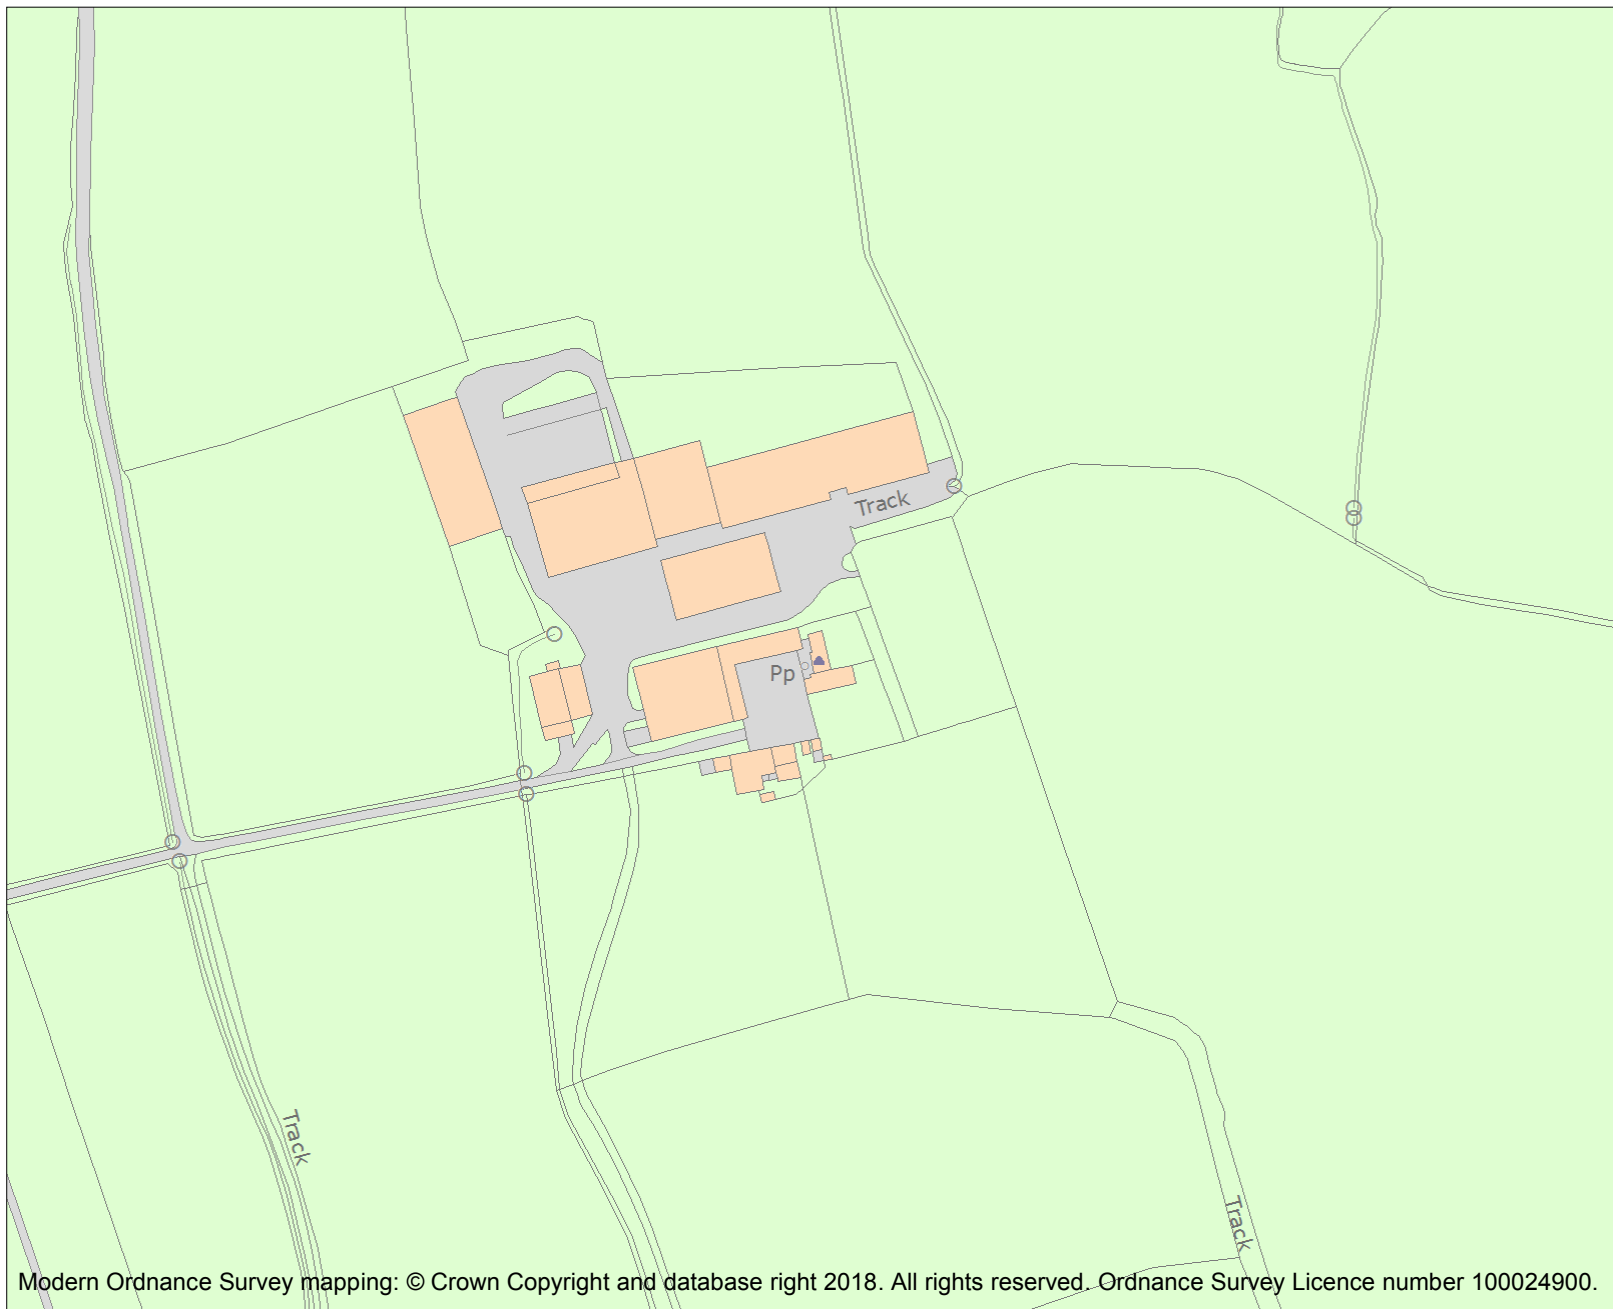 Track
Pp
Track
Track
Modern Ordnance Survey mapping: © Crown Copyright and database right 2018. All rights reserved. Ordnance Survey Licence number 100024900.